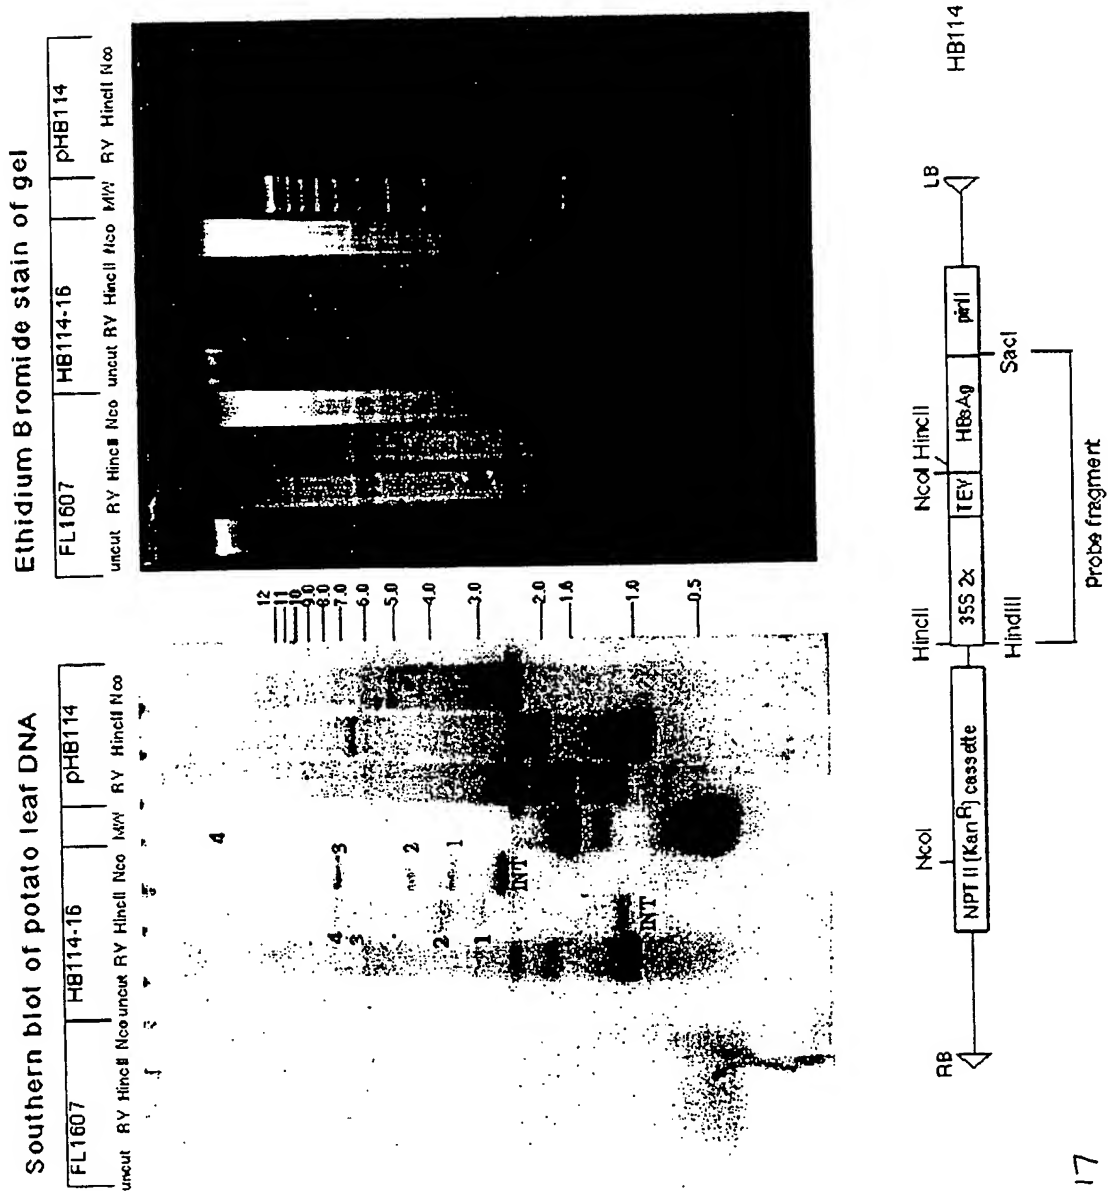 Southern blot of potato leaf DNA
FL1607 HB114-16 pHB114
uncut RY HincII Nco uncut RY HincII Nco MW RY HincII Nco
4
3
2
1
INT
4
3
2
1
INT
12
11
10
9.0
8.0
7.0
6.0
5.0
4.0
3.0
2.0
1.6
1.0
0.5
Ethidium Bromide stain of gel
FL1607 HB114-16 pHB114
uncut RY HincII Nco uncut RY HincII Nco MW RY HincII Nco
HB114
RB
NcoI
HincII
NcoI HincII
LB
NPT II (KanR) cassette
35S 2x
TEV
HBsAg
pinII
HindIII
SacI
Probe fragment
17